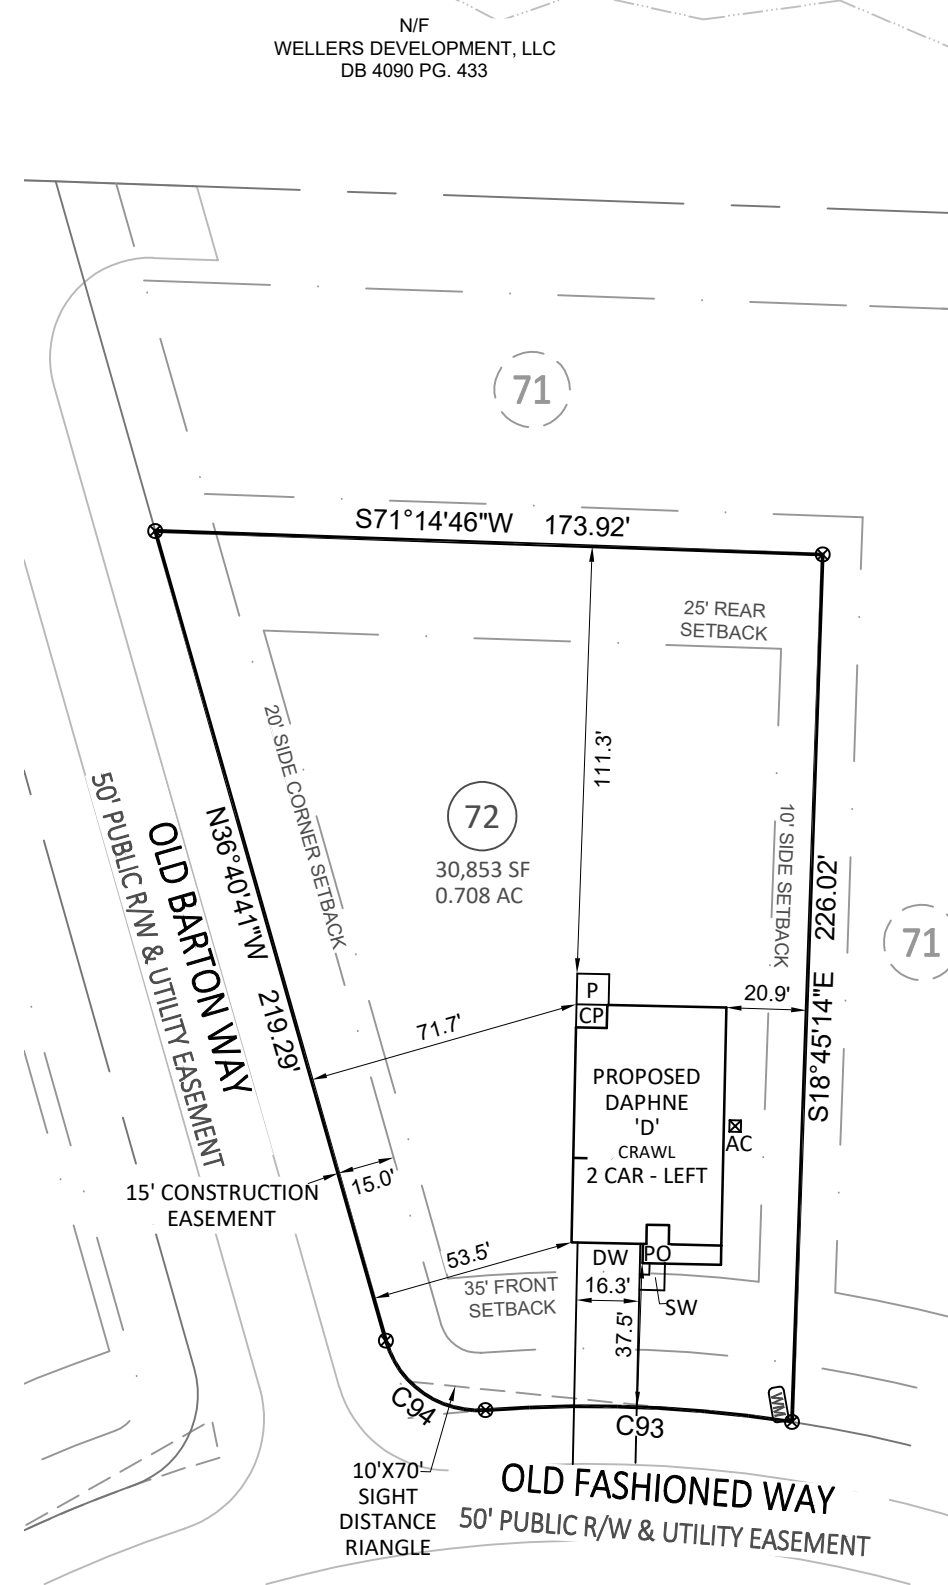 N/F
WELLERS DEVELOPMENT, LLC
DB 4090 PG. 433
71
S71°14'46"W 173.92'
25' REAR
SETBACK
20' SIDE CORNER SETBACK
111.3'
72
30,853 SF
0.708 AC
10' SIDE SETBACK
S18°45'14"E 226.02'
71
N36°40'41"W 219.29'
OLD BARTON WAY
50' PUBLIC R/W & UTILITY EASEMENT
P
CP
20.9'
71.7'
PROPOSED
DAPHNE
'D'
CRAWL
2 CAR - LEFT
AC
15.0'
15' CONSTRUCTION
EASEMENT
53.5'
DW
PO
35' FRONT
SETBACK
16.3'
SW
37.5'
WM
C94
C93
10'X70'
SIGHT
DISTANCE
RIANGLE
OLD FASHIONED WAY
50' PUBLIC R/W & UTILITY EASEMENT